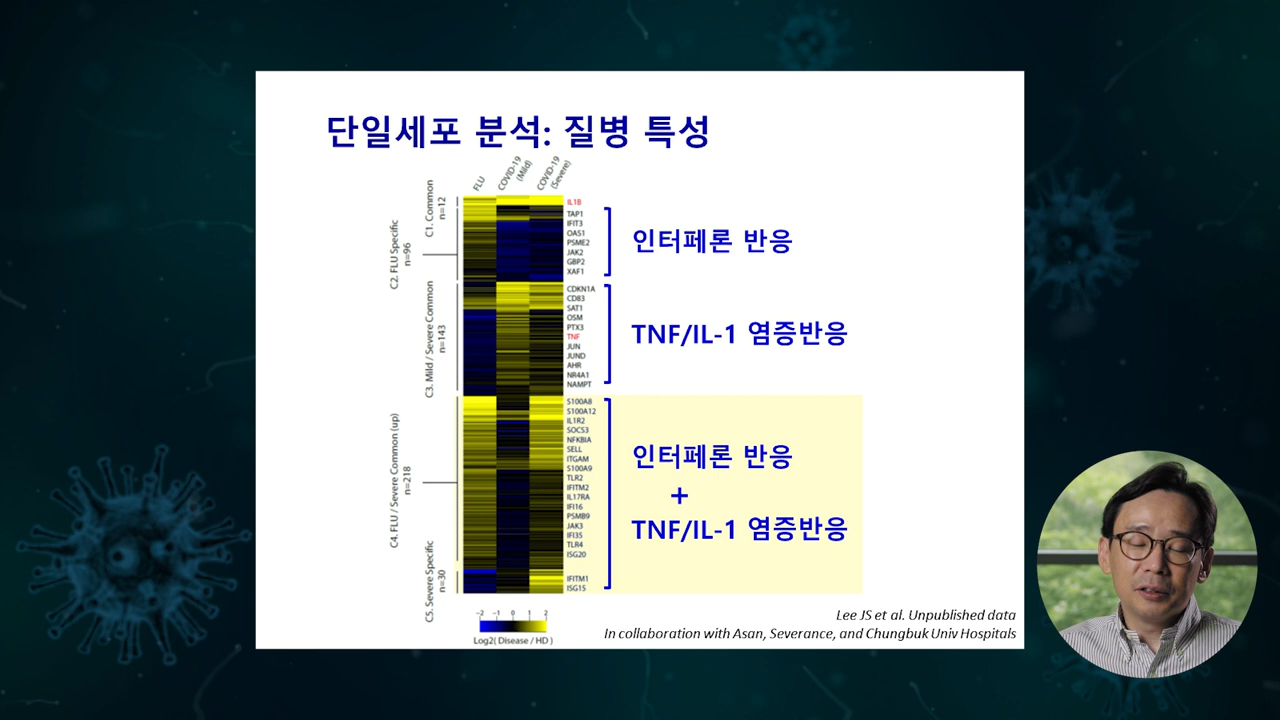 단일세포 분석: 질병 특성
FLU
COVID-19
(Mild)
COVID-19
(Severe)
C1. Common
n=12
C2. FLU Specific
n=96
C3. Mild / Severe Common
n=143
C4. FLU / Severe Common (up)
n=218
C5. Severe Specific
n=30
IL1B
TAP1
IFIT3
OAS1
PSME2
JAK2
GBP2
XAF1
인터페론 반응
CDKN1A
CD83
SAT1
OSM
PTX3
TNF
JUN
JUND
AHR
NR4A1
NAMPT
TNF/IL-1 염증반응
S100A8
S100A12
IL1R2
SOCS3
NFKBIA
SELL
ITGAM
S100A9
TLR2
IFITM2
IL17RA
IFI16
PSMB9
JAK3
IFI35
TLR4
ISG20
IFITM1
ISG15
인터페론 반응
+
TNF/IL-1 염증반응
-2 -1 0 1 2
Log2( Disease / HD )
Lee JS et al. Unpublished data
In collaboration with Asan, Severance, and Chungbuk Univ Hospitals